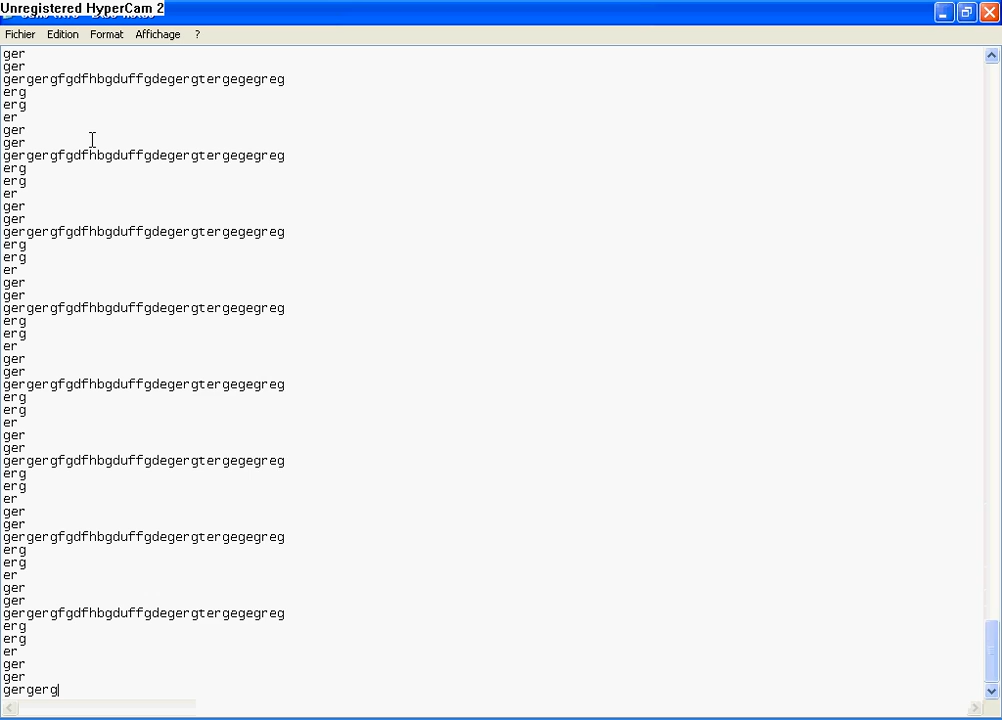 Unregistered HyperCam 2
Fichier Edition Format Affichage ?
ger
ger
gergergfgdfhbgduffgdegergtergegegreg
erg
erg
er
ger
ger
gergergfgdfhbgduffgdegergtergegegreg
erg
erg
er
ger
ger
gergergfgdfhbgduffgdegergtergegegreg
erg
erg
er
ger
ger
gergergfgdfhbgduffgdegergtergegegreg
erg
erg
er
ger
ger
gergergfgdfhbgduffgdegergtergegegreg
erg
erg
er
ger
ger
gergergfgdfhbgduffgdegergtergegegreg
erg
erg
er
ger
ger
gergergfgdfhbgduffgdegergtergegegreg
erg
erg
er
ger
ger
gergergfgdfhbgduffgdegergtergegegreg
erg
erg
er
ger
ger
gergerg